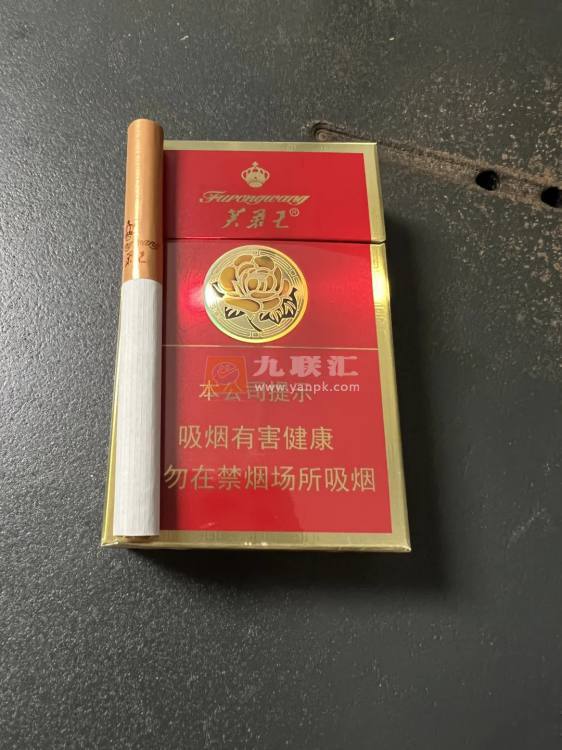 Furongwang
芙蓉王®
九联汇
www.yanpk.com
本公司提示
吸烟有害健康
勿在禁烟场所吸烟